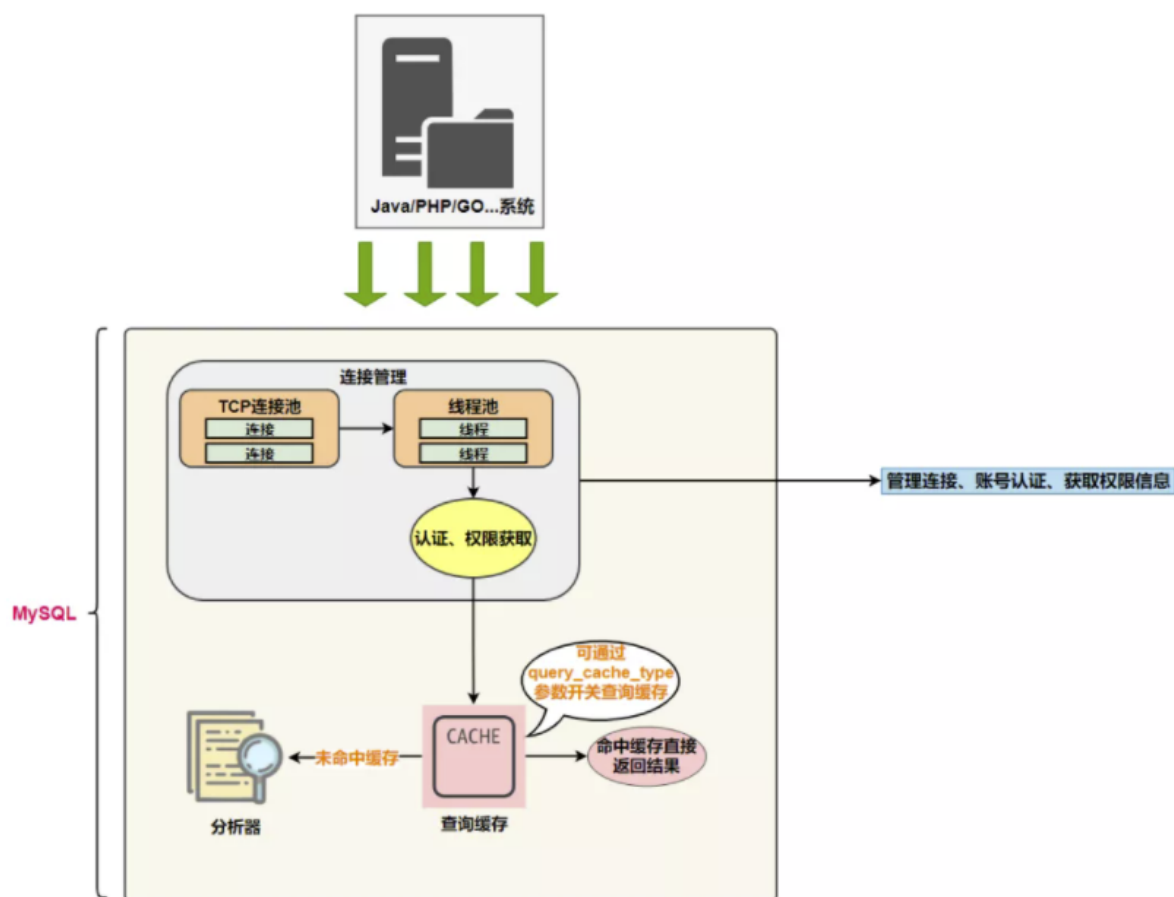 Java/PHP/GO...系统
连接管理
TCP连接池
连接
连接
线程池
线程
线程
管理连接、账号认证、获取权限信息
认证、权限获取
MySQL
可通过
query_cache_type
参数开关查询缓存
CACHE
未命中缓存
命中缓存直接
返回结果
分析器
查询缓存